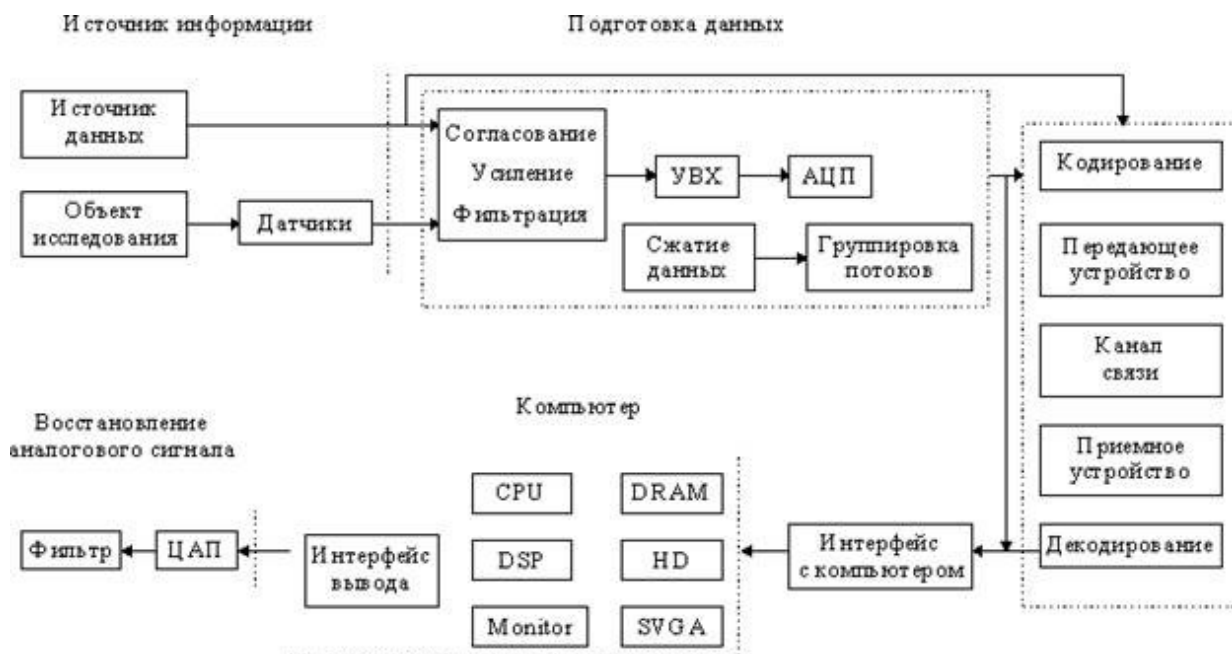 Источник информации
Подготовка данных
Источник
данных
Согласование
Усиление
Фильтрация
УВХ
АЦП
Кодирование
Объект
исследования
Датчики
Сжатие
данных
Группировка
потоков
Передающее
устройство
Канал
связи
Компьютер
Восстановление
аналогового сигнала
Приемное
устройство
CPU
DRAM
Фильтр
ЦАП
Интерфейс
вывода
DSP
HD
Интерфейс
с компьютером
Декодирование
Monitor
SVGA